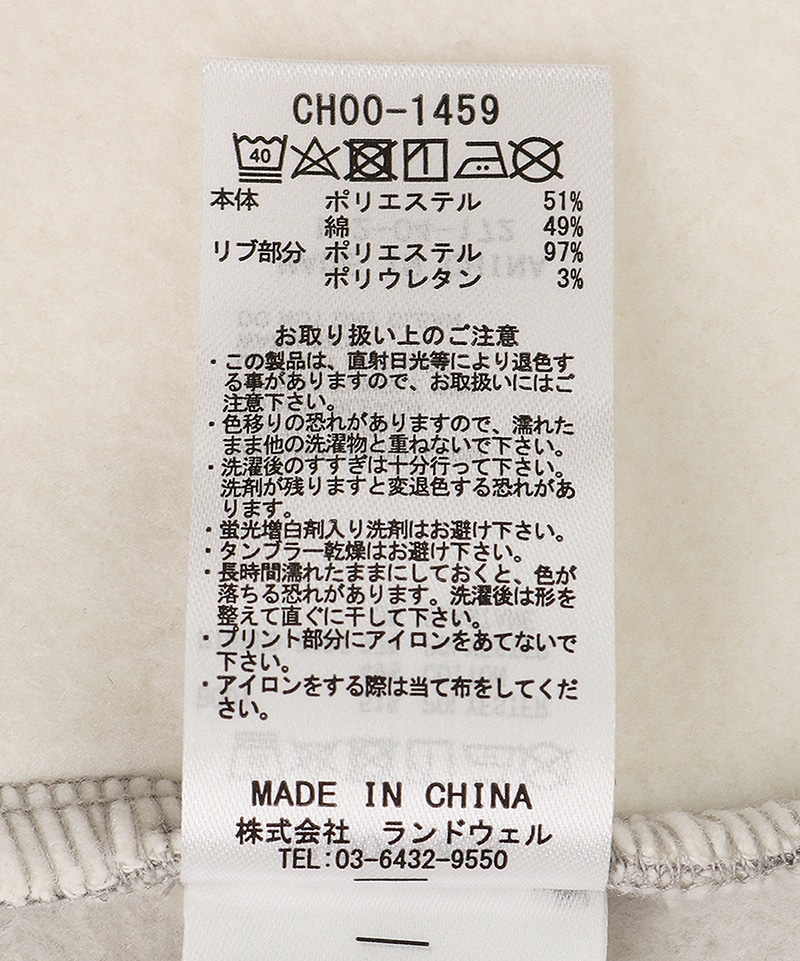 CH00-1459
40
本体 ポリエステル 51%
綿 49%
リブ部分 ポリエステル 97%
ポリウレタン 3%
お取り扱い上のご注意
・この製品は、直射日光等により退色す
る事がありますので、お取扱いにはご
注意下さい。
・色移りの恐れがありますので、濡れた
まま他の洗濯物と重ねないで下さい。
・洗濯後のすすぎは十分行って下さい。
洗剤が残りますと変退色する恐れがあ
ります。
・蛍光増白剤入り洗剤はお避け下さい。
・タンブラー乾燥はお避け下さい。
・長時間濡れたままにしておくと、色が
落ちる恐れがあります。洗濯後は形を
整えて直ぐに干して下さい。
・プリント部分にアイロンをあてないで
下さい。
・アイロンをする際は当て布をしてくだ
さい。
MADE IN CHINA
株式会社 ランドウェル
TEL:03-6432-9550